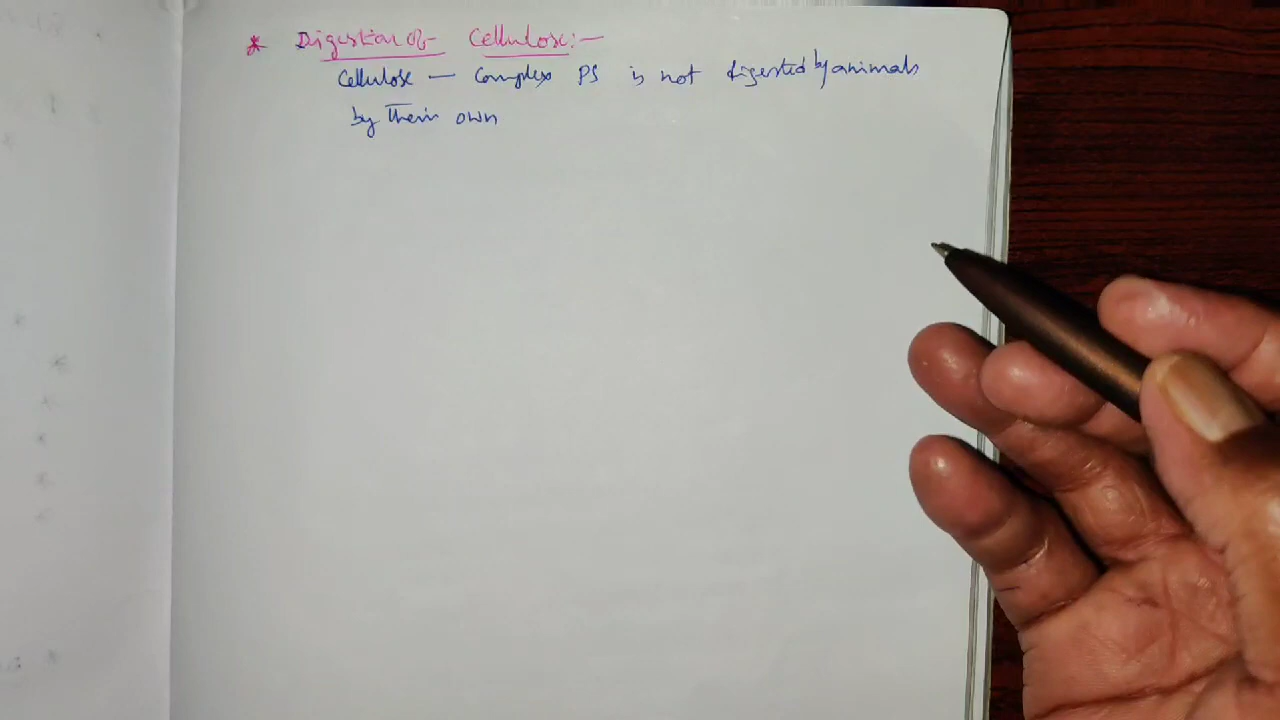 * Digestion of Cellulose:-
Cellulose — Complex PS is not digested by animals
by their own